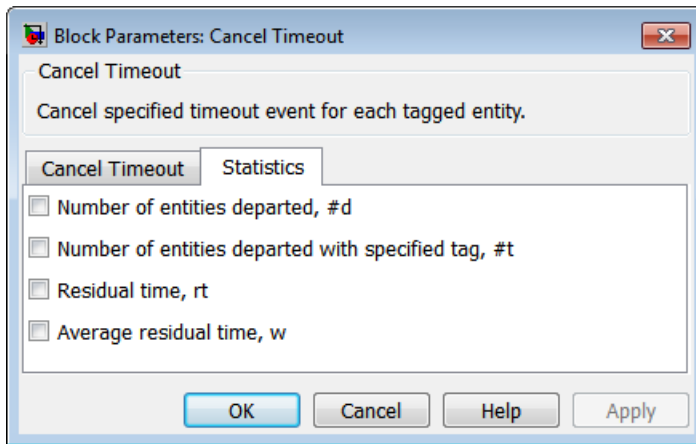 Block Parameters: Cancel Timeout
Cancel Timeout
Cancel specified timeout event for each tagged entity.
Cancel Timeout Statistics
Number of entities departed, #d
Number of entities departed with specified tag, #t
Residual time, rt
Average residual time, w
OK Cancel Help Apply